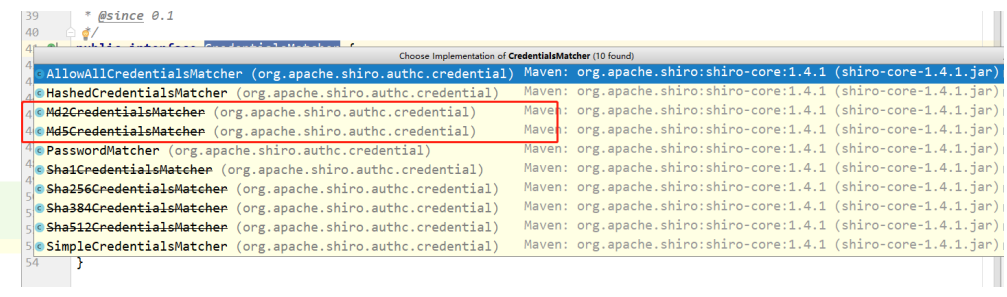 39 * @since 0.1
40 */
Choose Implementation of CredentialsMatcher (10 found)
AllowAllCredentialsMatcher (org.apache.shiro.authc.credential) Maven: org.apache.shiro:shiro-core:1.4.1 (shiro-core-1.4.1.jar)
HashedCredentialsMatcher (org.apache.shiro.authc.credential) Maven: org.apache.shiro:shiro-core:1.4.1 (shiro-core-1.4.1.jar)
Md2CredentialsMatcher (org.apache.shiro.authc.credential) Maven: org.apache.shiro:shiro-core:1.4.1 (shiro-core-1.4.1.jar)
Md5CredentialsMatcher (org.apache.shiro.authc.credential) Maven: org.apache.shiro:shiro-core:1.4.1 (shiro-core-1.4.1.jar)
PasswordMatcher (org.apache.shiro.authc.credential) Maven: org.apache.shiro:shiro-core:1.4.1 (shiro-core-1.4.1.jar)
Sha1CredentialsMatcher (org.apache.shiro.authc.credential) Maven: org.apache.shiro:shiro-core:1.4.1 (shiro-core-1.4.1.jar)
Sha256CredentialsMatcher (org.apache.shiro.authc.credential) Maven: org.apache.shiro:shiro-core:1.4.1 (shiro-core-1.4.1.jar)
Sha384CredentialsMatcher (org.apache.shiro.authc.credential) Maven: org.apache.shiro:shiro-core:1.4.1 (shiro-core-1.4.1.jar)
Sha512CredentialsMatcher (org.apache.shiro.authc.credential) Maven: org.apache.shiro:shiro-core:1.4.1 (shiro-core-1.4.1.jar)
SimpleCredentialsMatcher (org.apache.shiro.authc.credential) Maven: org.apache.shiro:shiro-core:1.4.1 (shiro-core-1.4.1.jar)
54 }